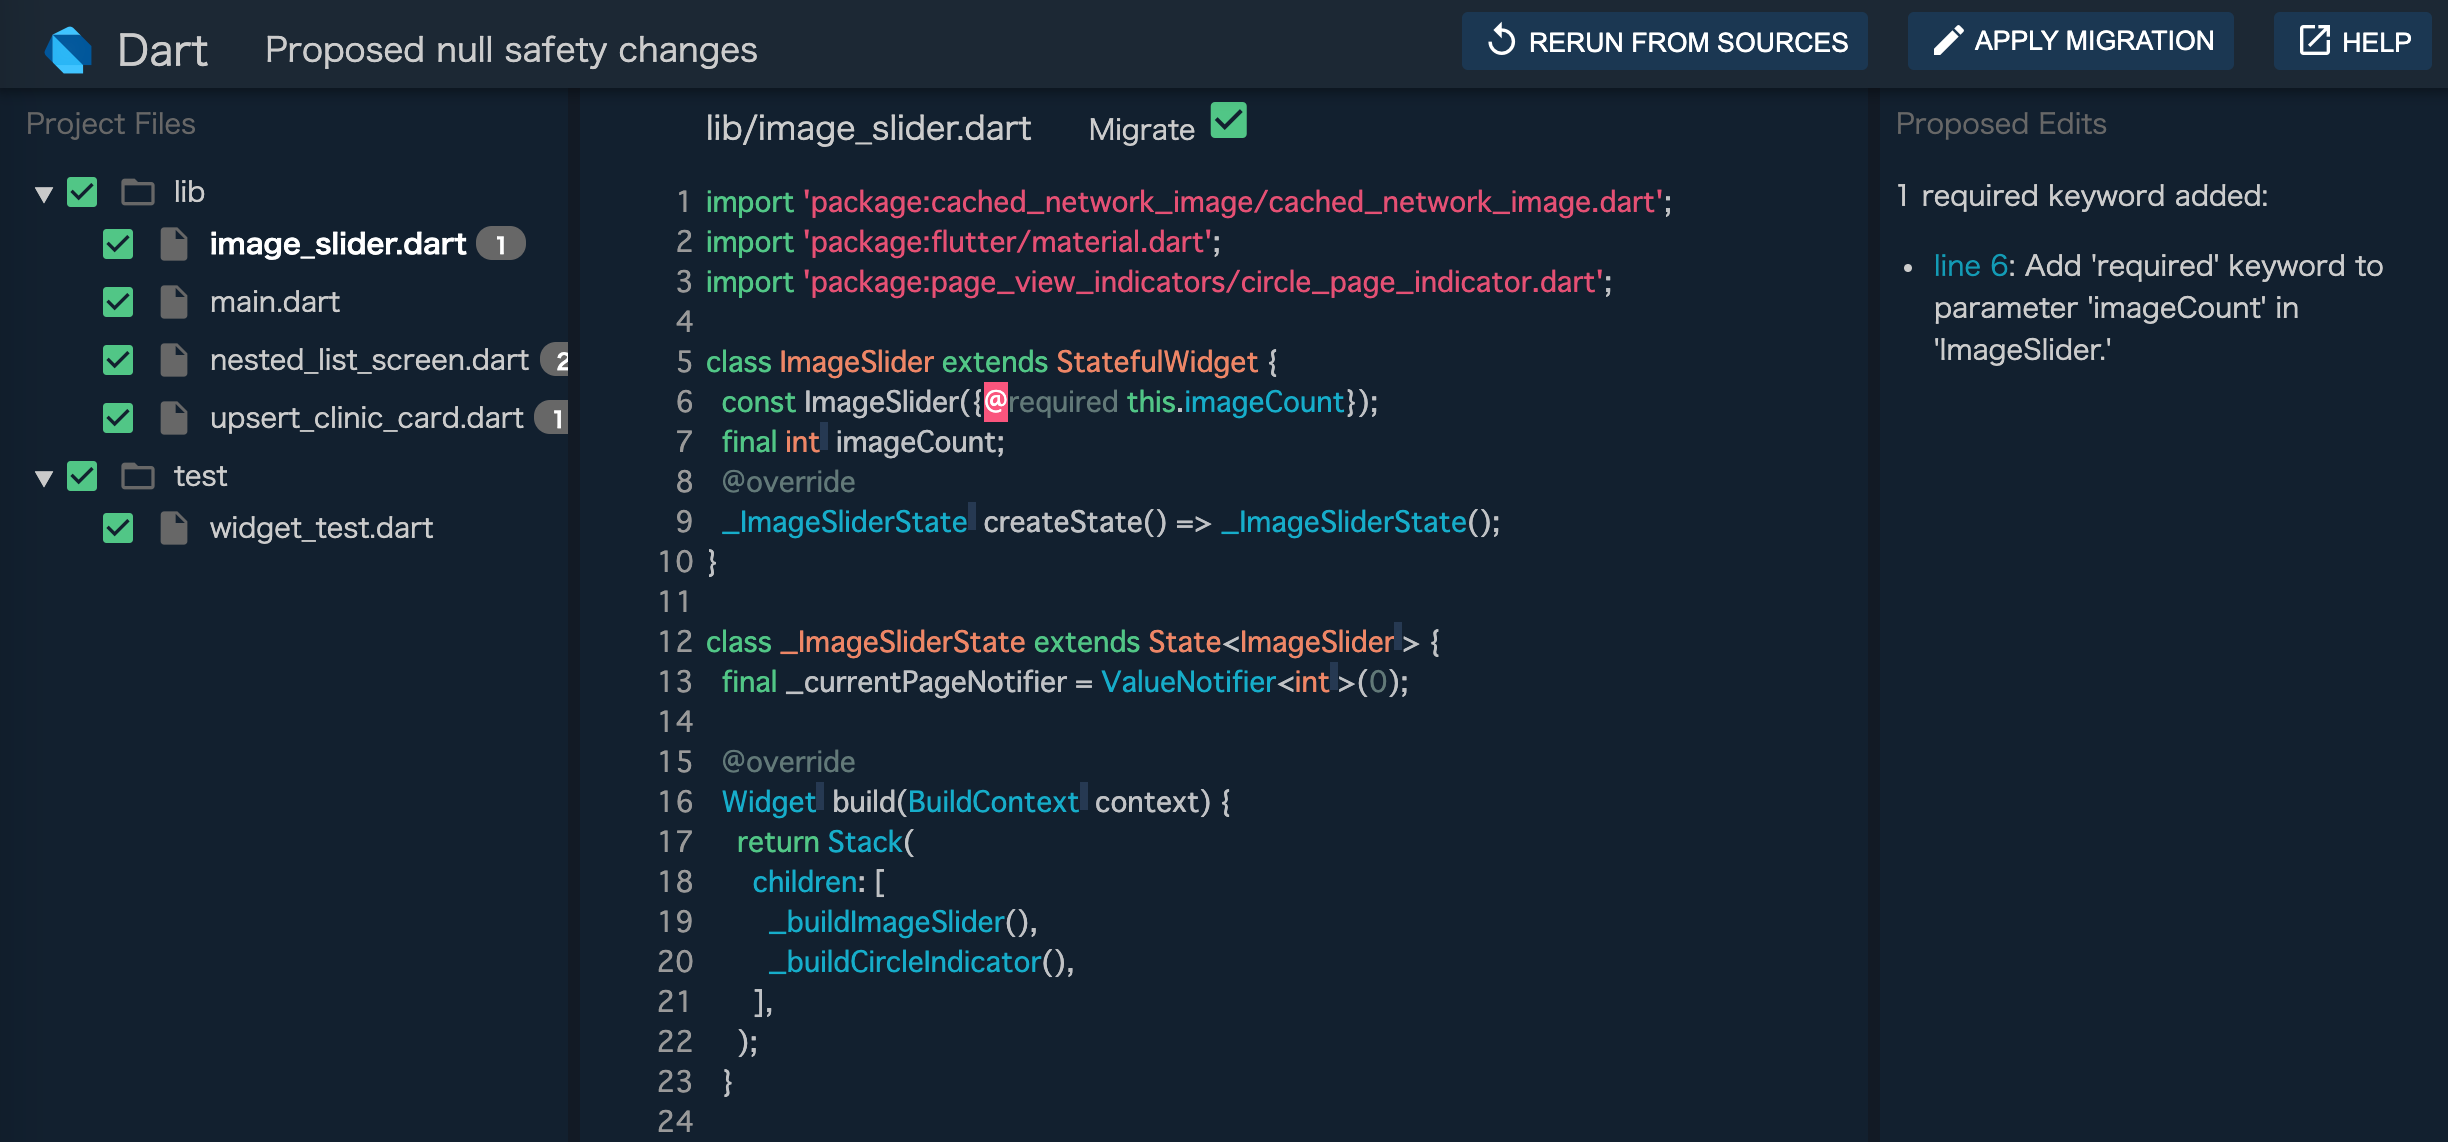 Dart
Proposed null safety changes
RERUN FROM SOURCES
APPLY MIGRATION
HELP
Project Files
lib
image_slider.dart 1
main.dart
nested_list_screen.dart 2
upsert_clinic_card.dart 1
test
widget_test.dart
lib/image_slider.dart
Migrate
1 import 'package:cached_network_image/cached_network_image.dart';
2 import 'package:flutter/material.dart';
3 import 'package:page_view_indicators/circle_page_indicator.dart';
4
5 class ImageSlider extends StatefulWidget {
6 const ImageSlider({@required this.imageCount});
7 final int imageCount;
8 @override
9 _ImageSliderState createState() => _ImageSliderState();
10 }
11
12 class _ImageSliderState extends State<ImageSlider > {
13 final _currentPageNotifier = ValueNotifier<int >(0);
14
15 @override
16 Widget build(BuildContext context) {
17 return Stack(
18 children: [
19 _buildImageSlider(),
20 _buildCircleIndicator(),
21 ],
22 );
23 }
24
Proposed Edits
1 required keyword added:
• line 6: Add 'required' keyword to
parameter 'imageCount' in
'ImageSlider.'